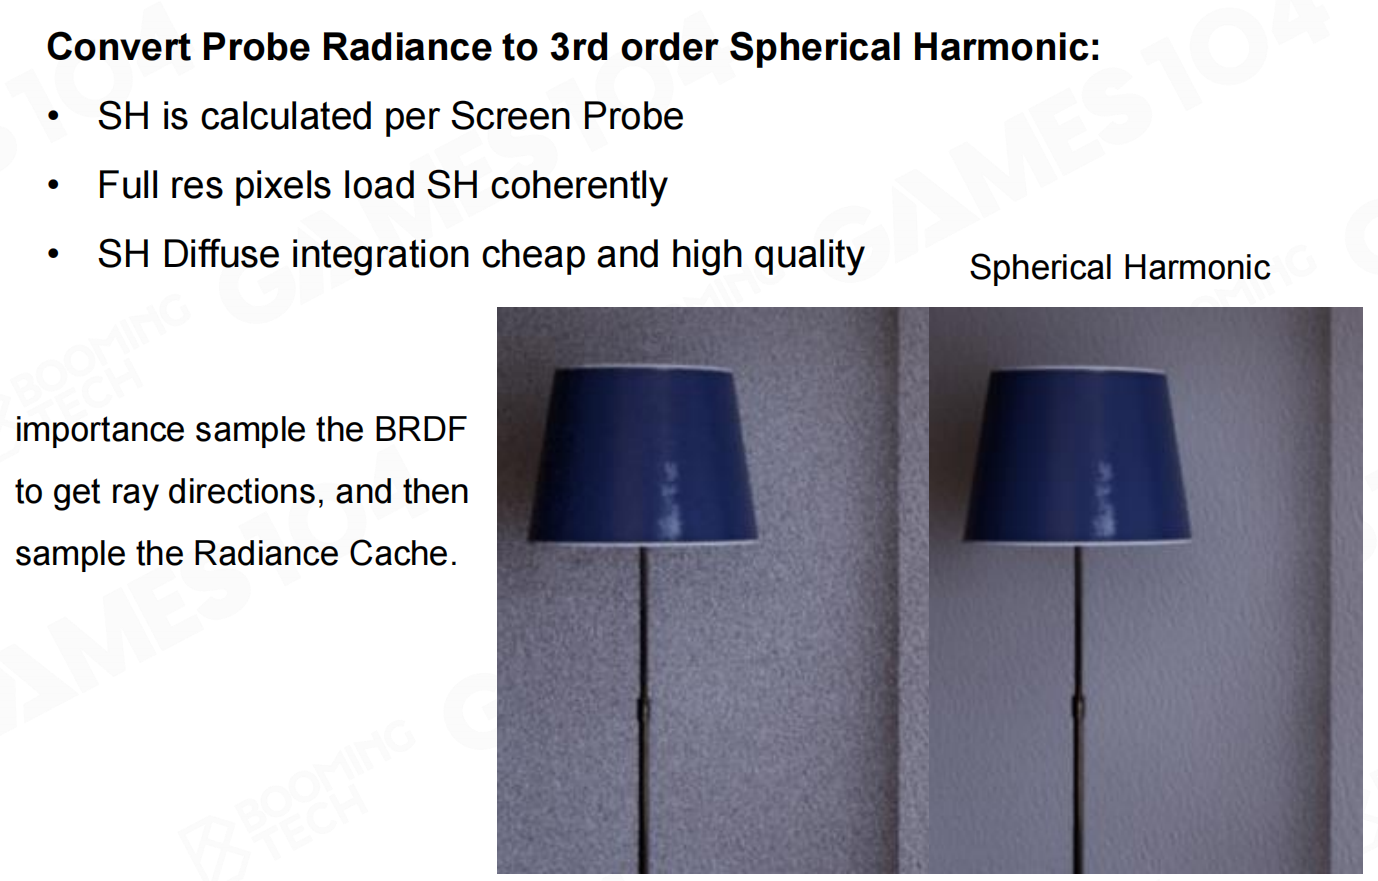 Convert Probe Radiance to 3rd order Spherical Harmonic:
• SH is calculated per Screen Probe
• Full res pixels load SH coherently
• SH Diffuse integration cheap and high quality
Spherical Harmonic
importance sample the BRDF
to get ray directions, and then
sample the Radiance Cache.
GAMES104
BOOMING
TECH